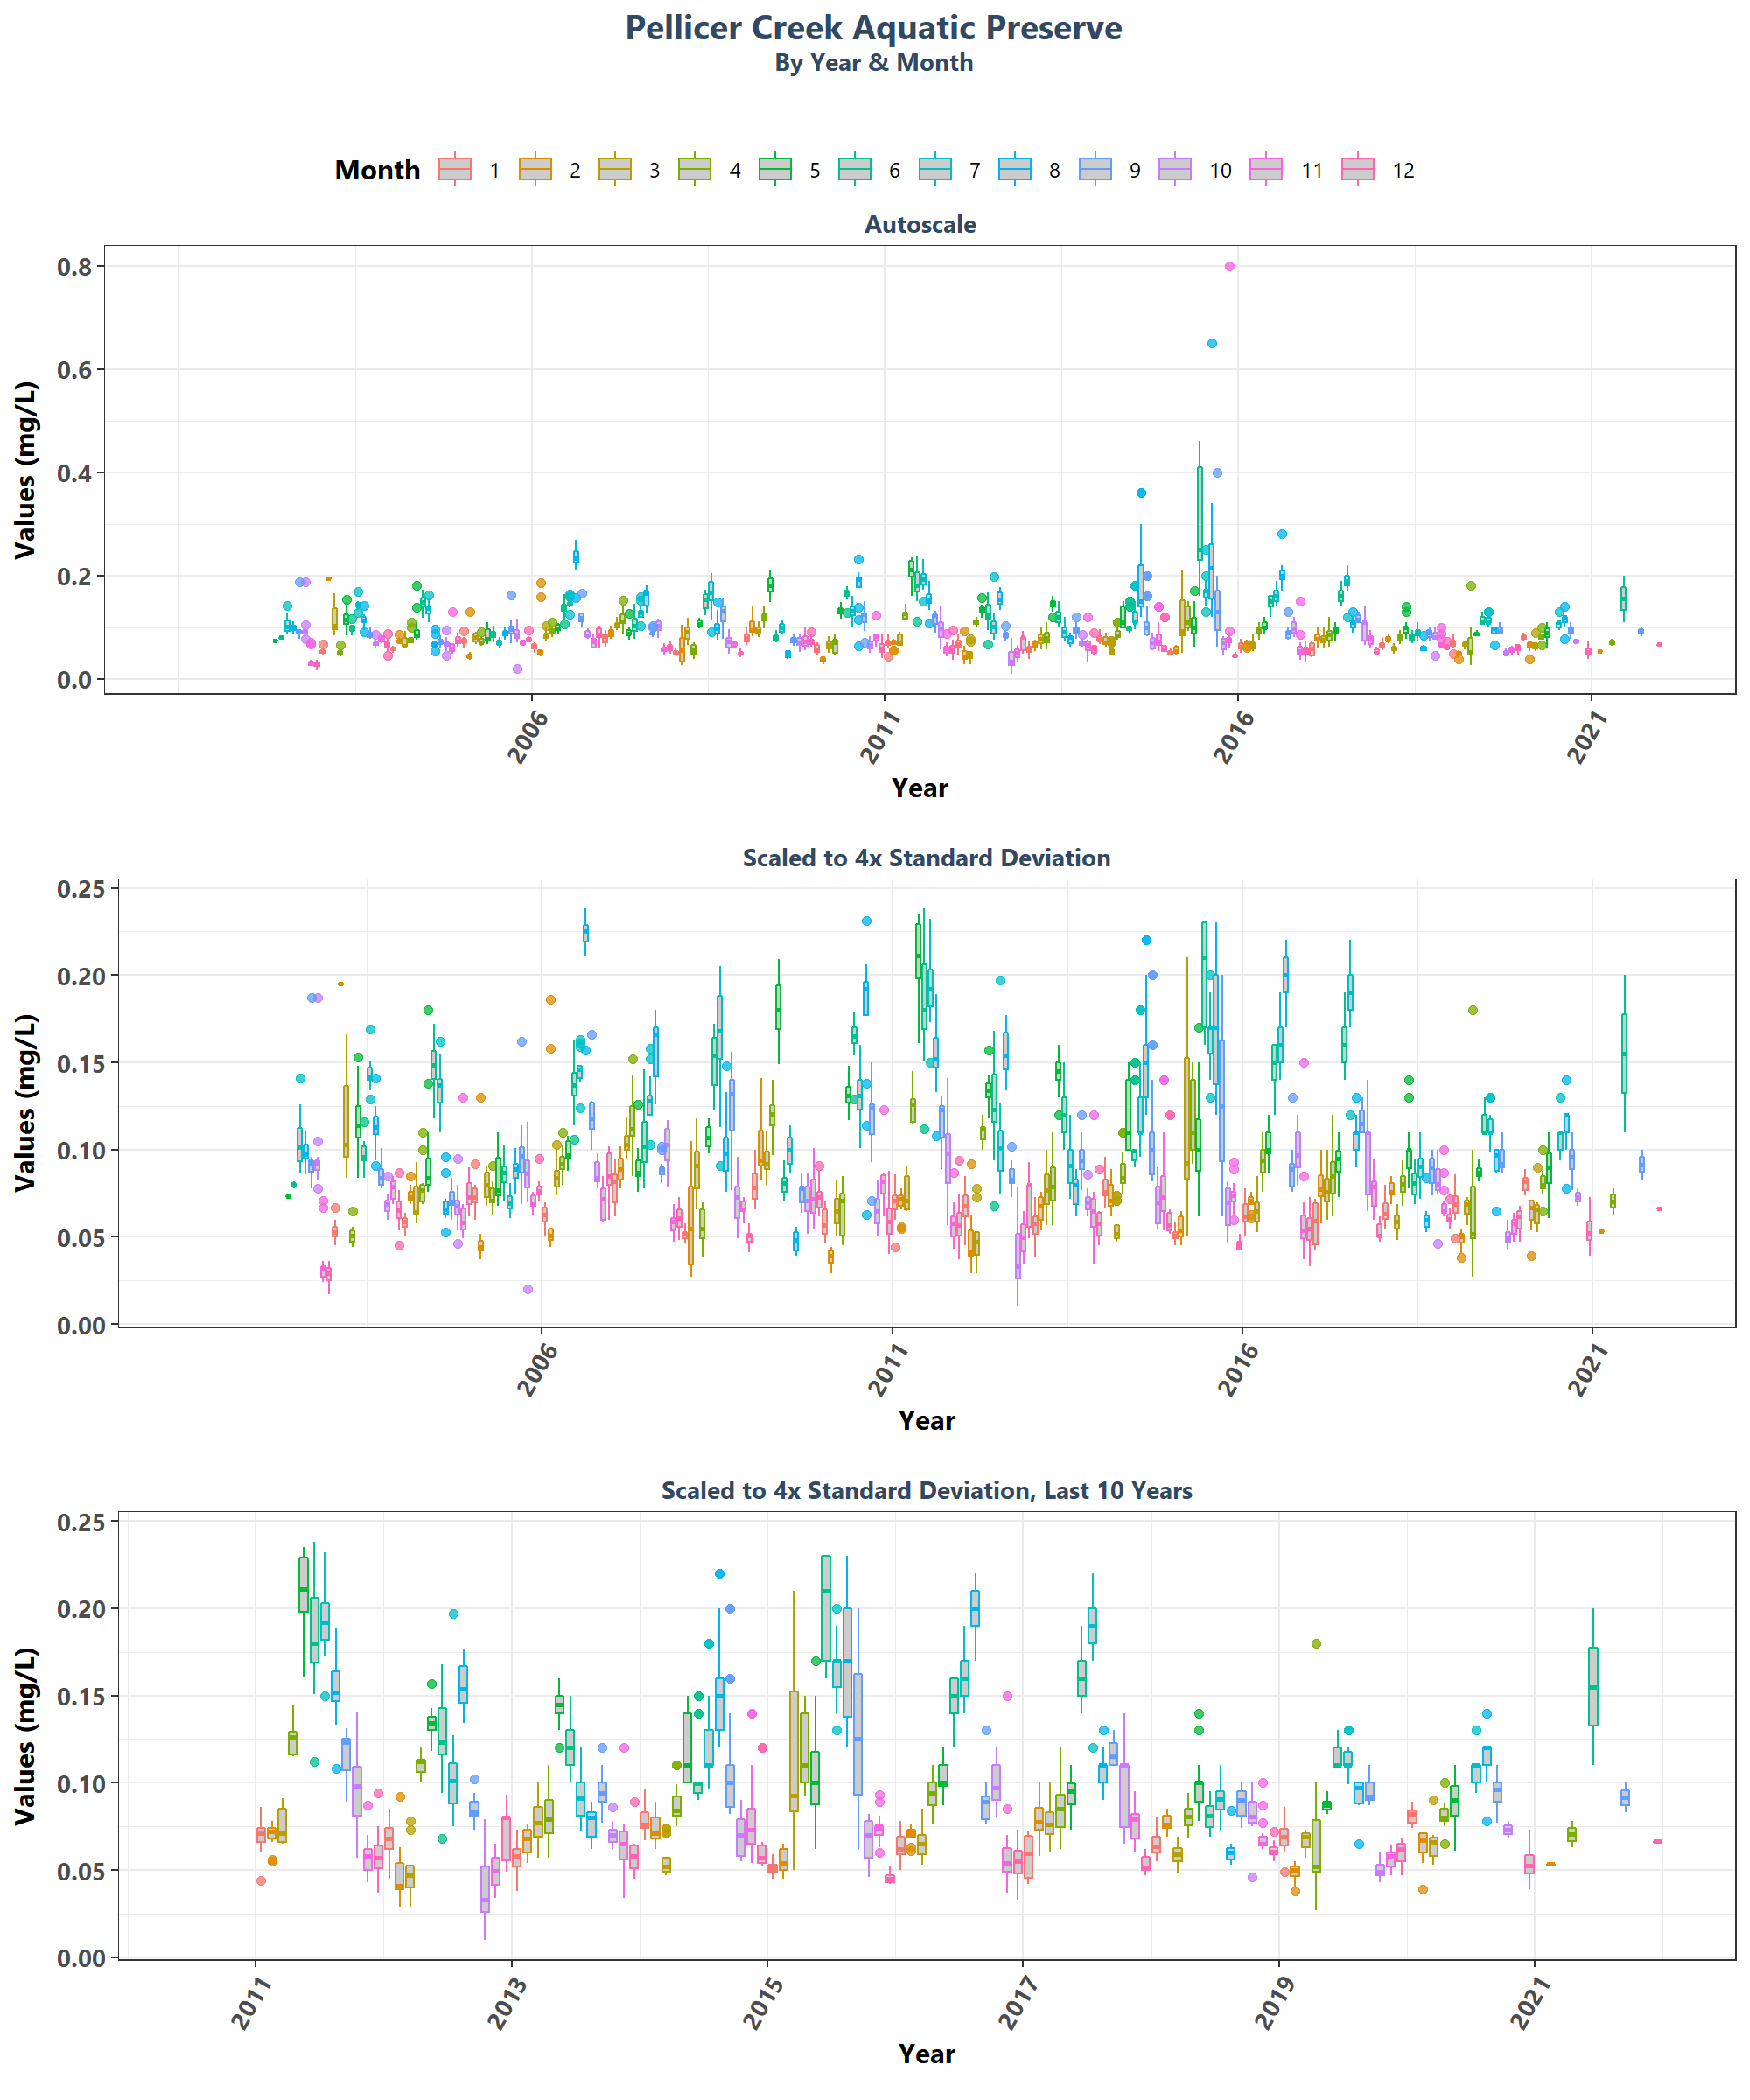 Pellicer Creek Aquatic Preserve
By Year & Month
Month 1 2 3 4 5 6 7 8 9 10 11 12
Autoscale
Values (mg/L)
0.8
0.6
0.4
0.2
0.0
2006 2011 2016 2021
Year
Scaled to 4x Standard Deviation
Values (mg/L)
0.25
0.20
0.15
0.10
0.05
0.00
2006 2011 2016 2021
Year
Scaled to 4x Standard Deviation, Last 10 Years
Values (mg/L)
0.25
0.20
0.15
0.10
0.05
0.00
2011 2013 2015 2017 2019 2021
Year